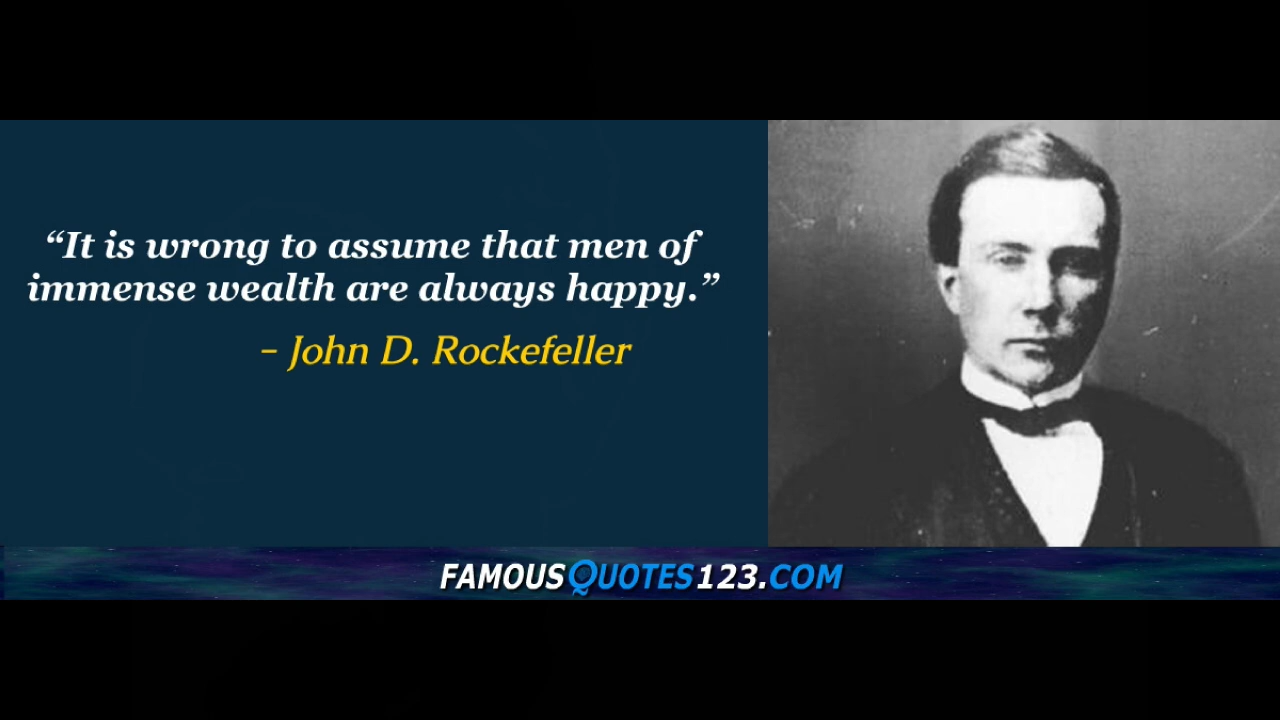 “It is wrong to assume that men of
immense wealth are always happy.”
- John D. Rockefeller
FAMOUSQUOTES123.COM